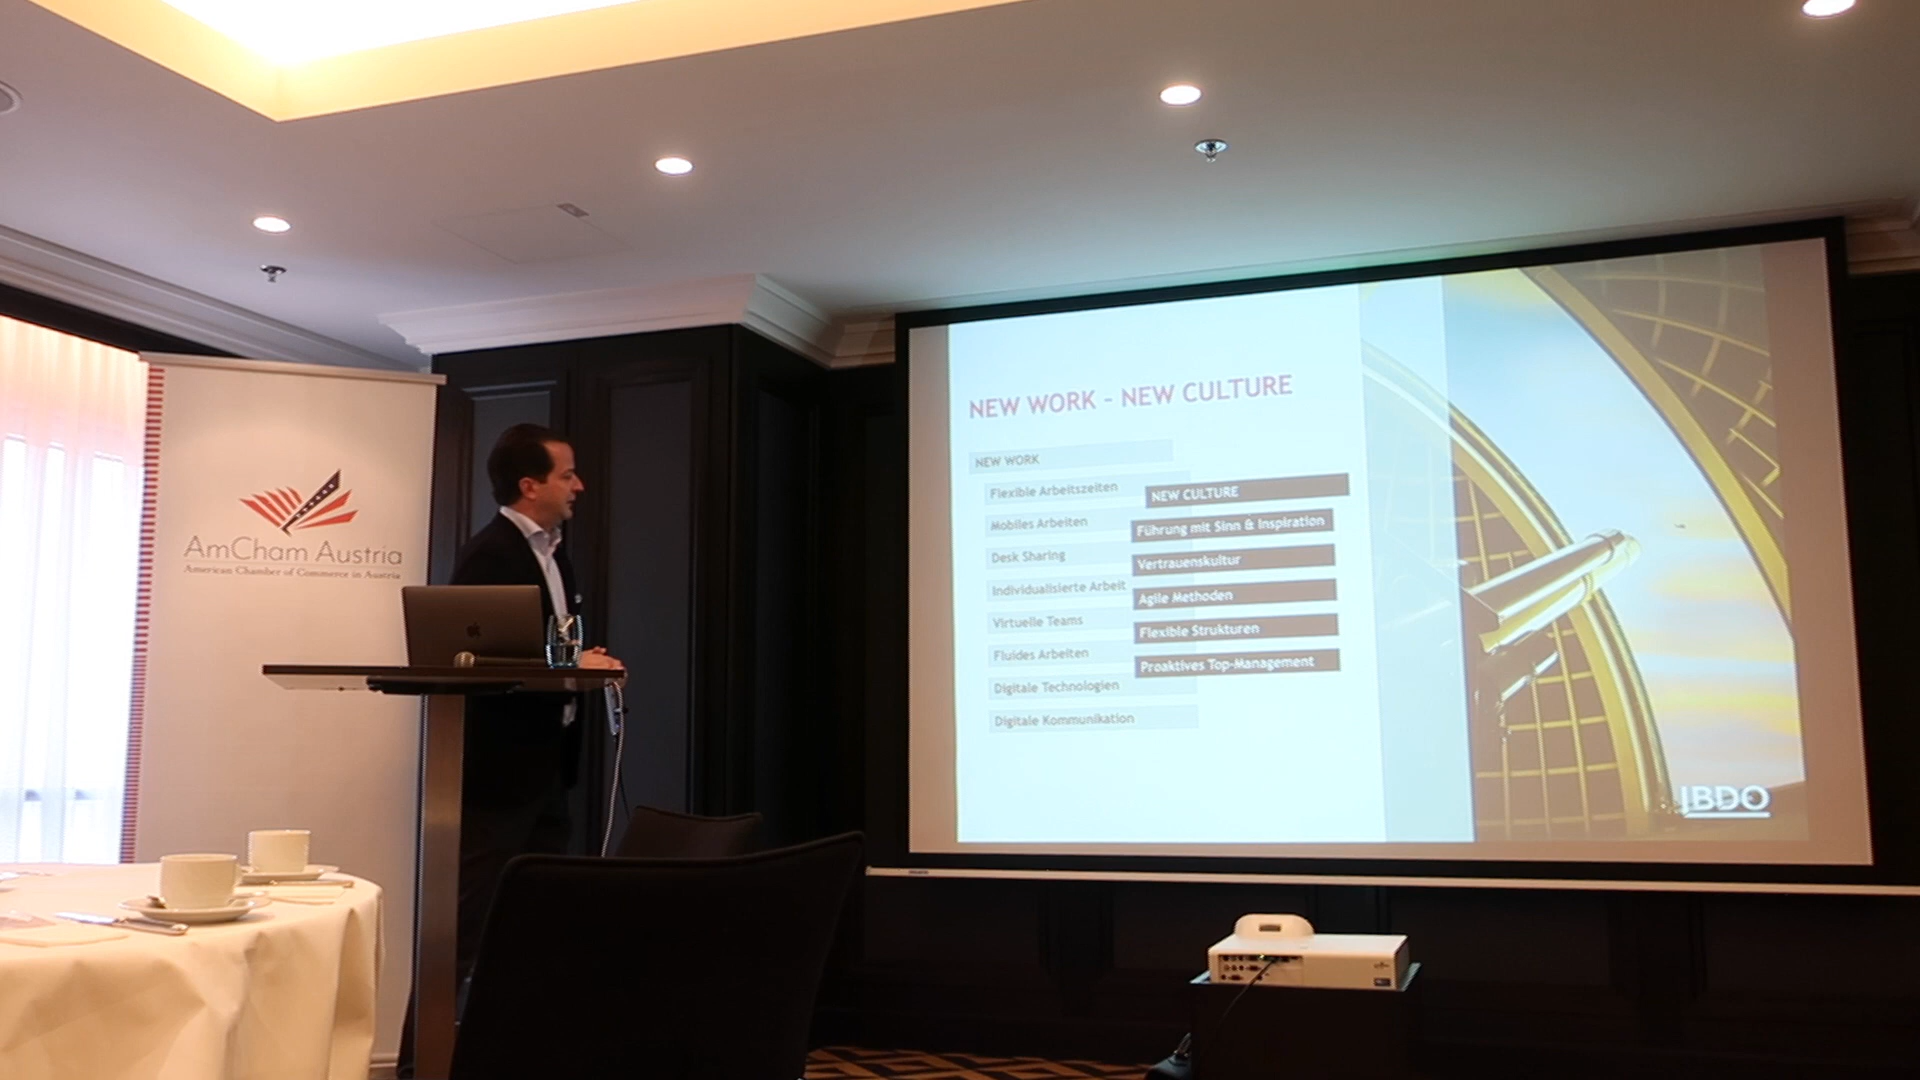 AmCham Austria
American Chamber of Commerce in Austria
NEW WORK - NEW CULTURE
NEW WORK
Flexible Arbeitszeiten
Mobiles Arbeiten
Desk Sharing
Individualisierte Arbeit
Virtuelle Teams
Fluides Arbeiten
Digitale Technologien
Digitale Kommunikation
NEW CULTURE
Führung mit Sinn & Inspiration
Vertrauenskultur
Agile Methoden
Flexible Strukturen
Proaktives Top-Management
BDO